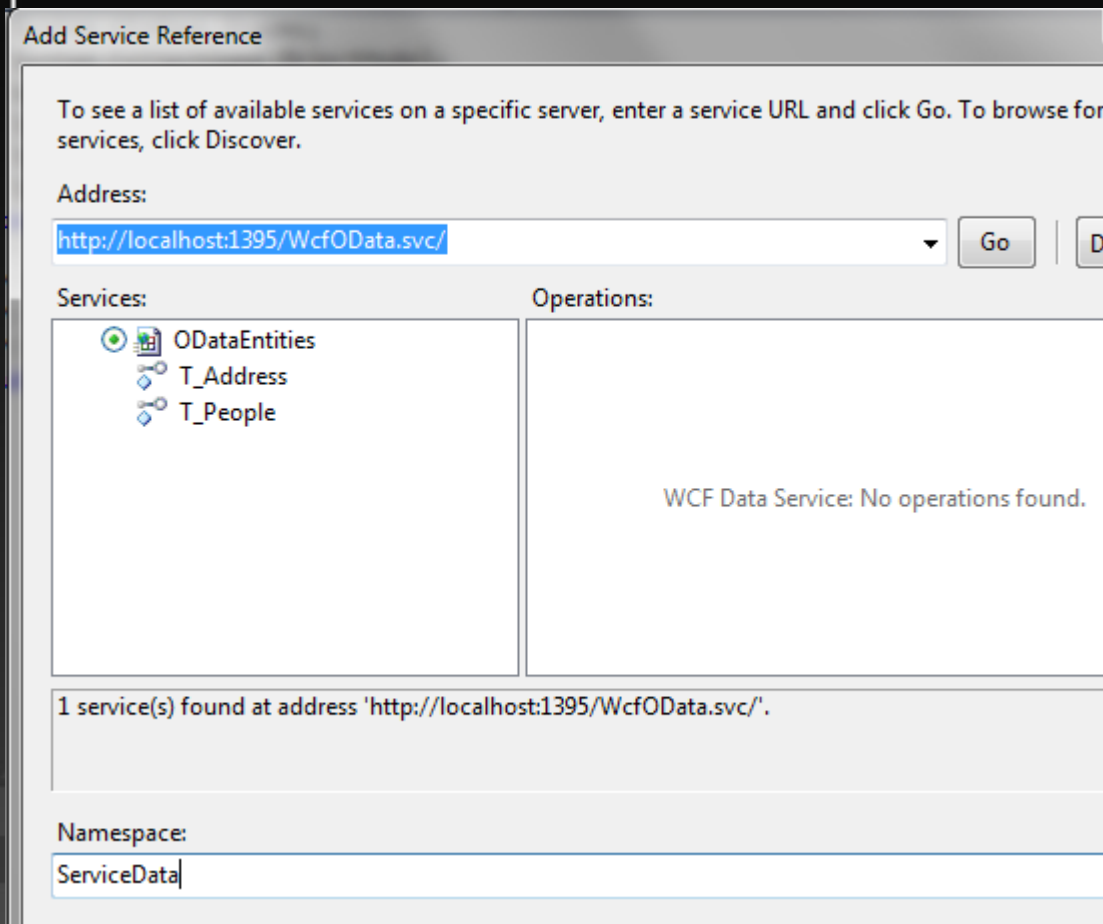 Add Service Reference
To see a list of available services on a specific server, enter a service URL and click Go. To browse for
services, click Discover.
Address:
http://localhost:1395/WcfOData.svc/
Go
D
Services:
Operations:
ODataEntities
T_Address
T_People
WCF Data Service: No operations found.
1 service(s) found at address 'http://localhost:1395/WcfOData.svc/'.
Namespace:
ServiceData